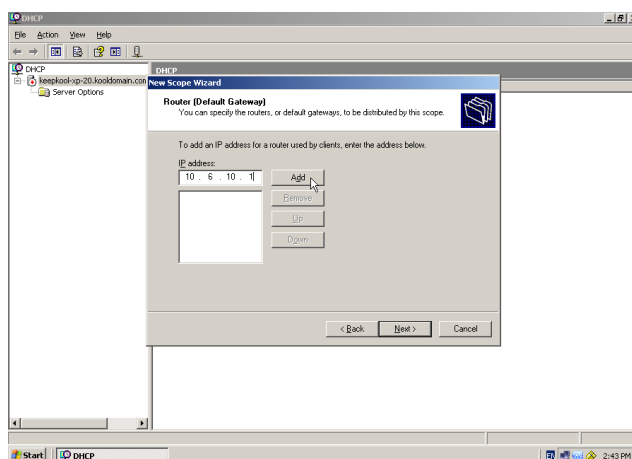 DHCP
File Action View Help
DHCP
keepkool-xp-20.kooldomain.con
Server Options
DHCP
New Scope Wizard
Router (Default Gateway)
You can specify the routers, or default gateways, to be distributed by this scope.
To add an IP address for a router used by clients, enter the address below.
IP address:
10 . 6 . 10 . 1
Add
Remove
Up
Down
< Back Next > Cancel
Start DHCP EN 2:43 PM